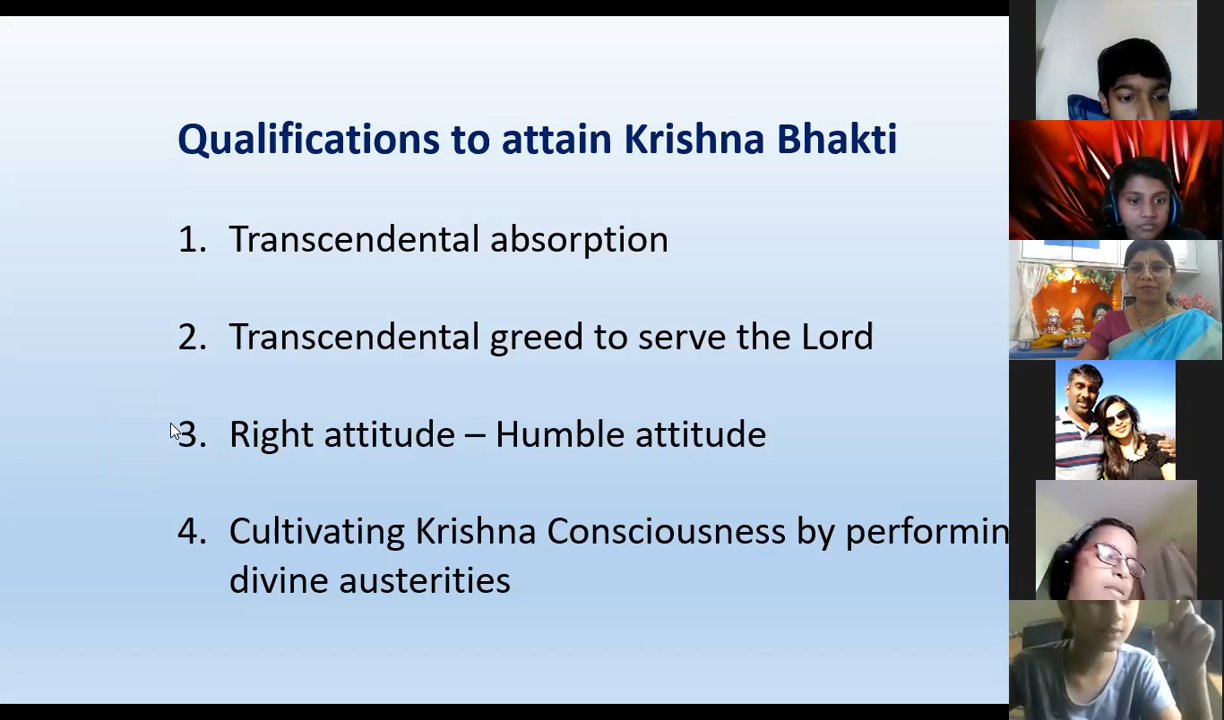 Qualifications to attain Krishna Bhakti
1. Transcendental absorption
2. Transcendental greed to serve the Lord
3. Right attitude – Humble attitude
4. Cultivating Krishna Consciousness by performin
divine austerities